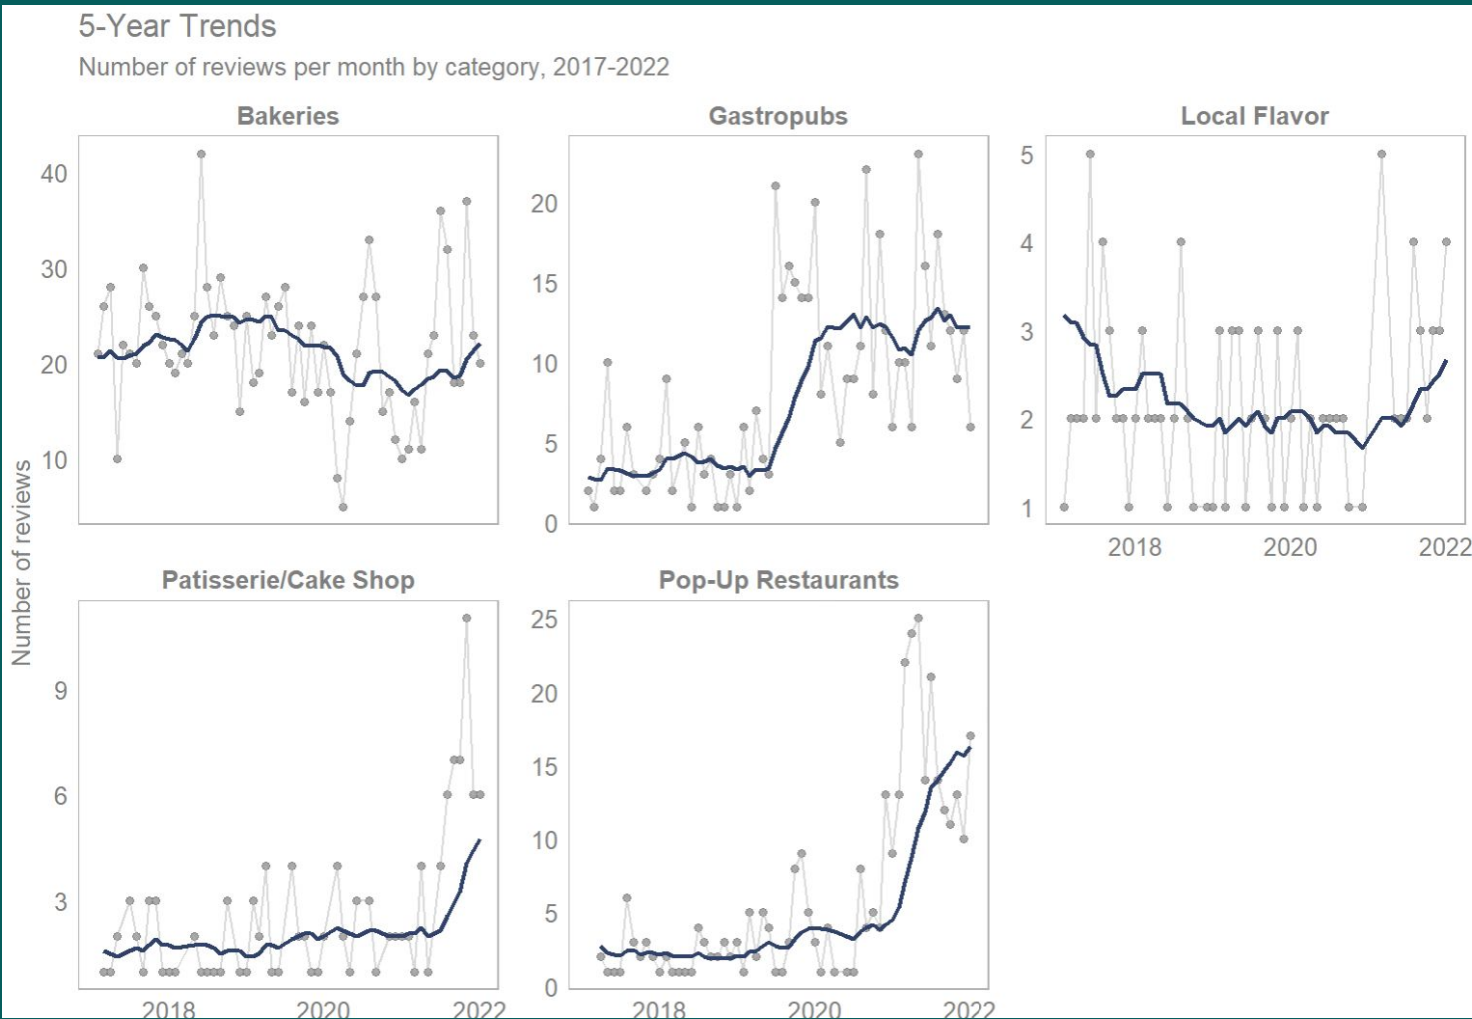 5-Year Trends
Number of reviews per month by category, 2017-2022
Number of reviews
Bakeries
40
30
20
10
Gastropubs
20
15
10
5
0
Local Flavor
5
4
3
2
1
2018 2020 2022
Patisserie/Cake Shop
9
6
3
2018 2020 2022
Pop-Up Restaurants
25
20
15
10
5
0
2018 2020 2022